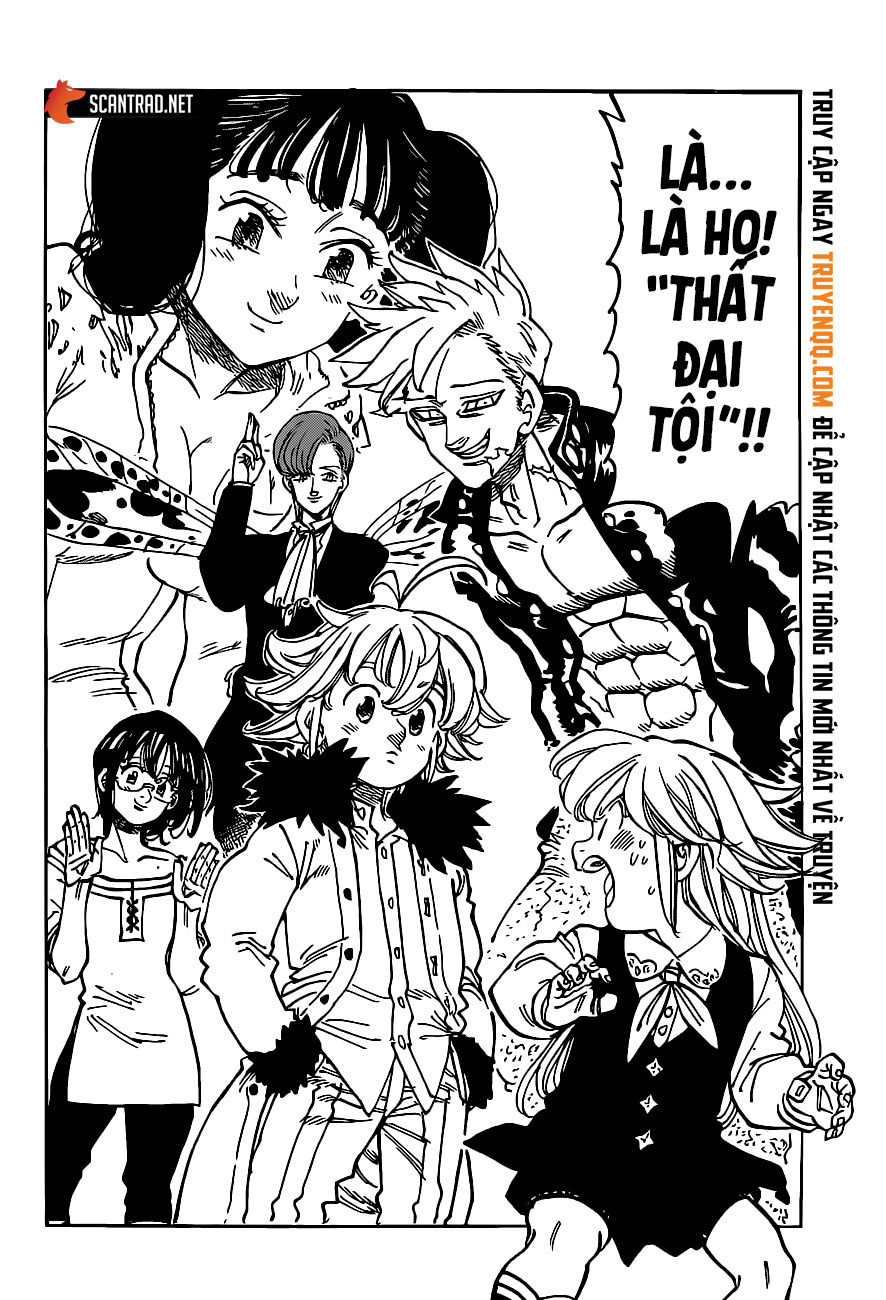 SCANTRAD.NET
LÀ...
LÀ HỌ!
"THẤT
ĐẠI
TỘI"!!
TRUY CẬP NGAY TRUYENQQ.COM ĐỂ CẬP NHẬT CÁC THÔNG TIN MỚI NHẤT VỀ TRUYỆN